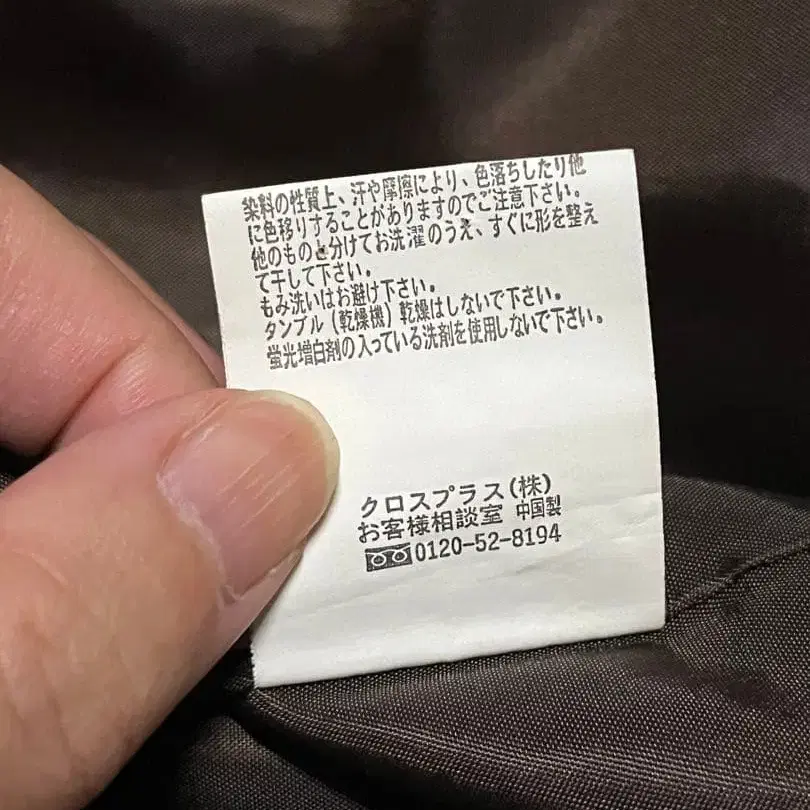 染料の性質上、汗や摩擦により、色落ちしたり他
に色移りすることがありますのでご注意下さい。
他のものと分けてお洗濯のうえ、すぐに形を整え
て干して下さい。
もみ洗いはお避け下さい。
タンブル(乾燥機)乾燥はしないで下さい。
蛍光増白剤の入っている洗剤を使用しないで下さい。
クロスプラス(株)
お客様相談室 中国製
0120-52-8194